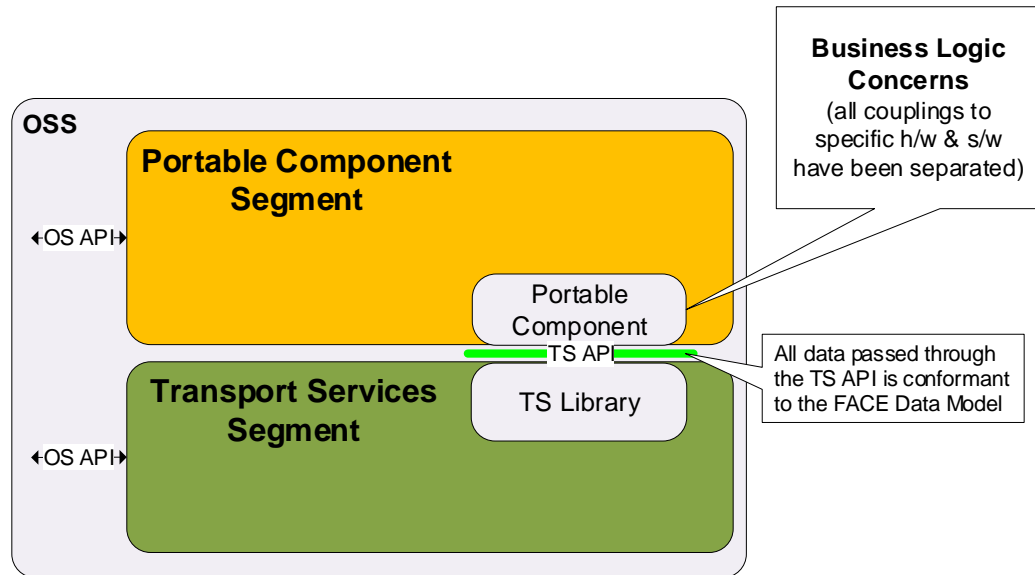 Business Logic
Concerns
(all couplings to
specific h/w & s/w
have been separated)
OSS
Portable Component
Segment
OS API
Portable
Component
TS API
All data passed through
the TS API is conformant
to the FACE Data Model
Transport Services
Segment
TS Library
OS API